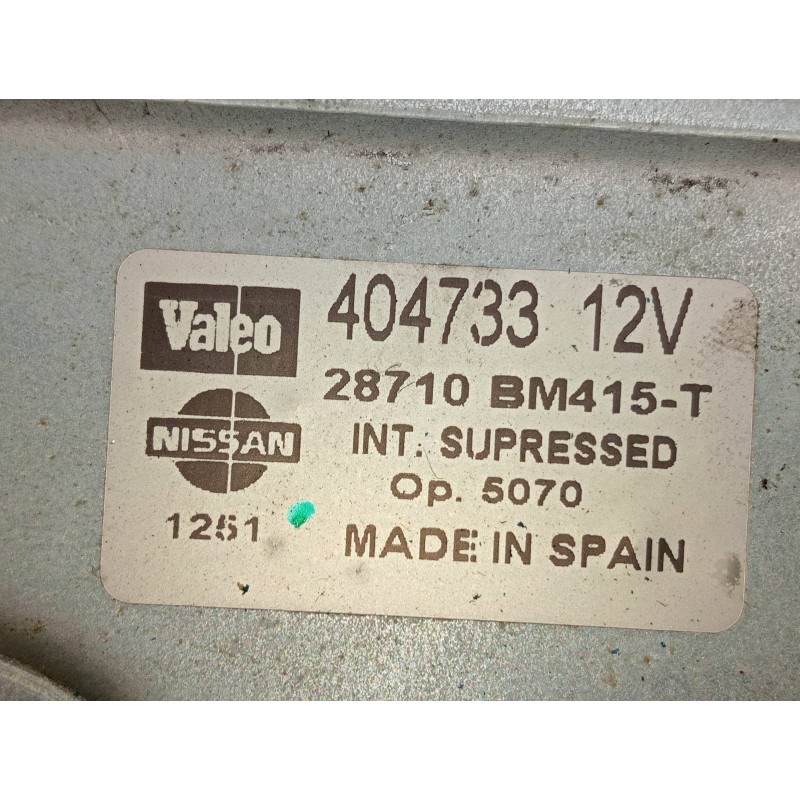 Valeo 404733 12V
28710 BM415-T
NISSAN INT. SUPRESSED
Op. 5070
1251 MADE IN SPAIN